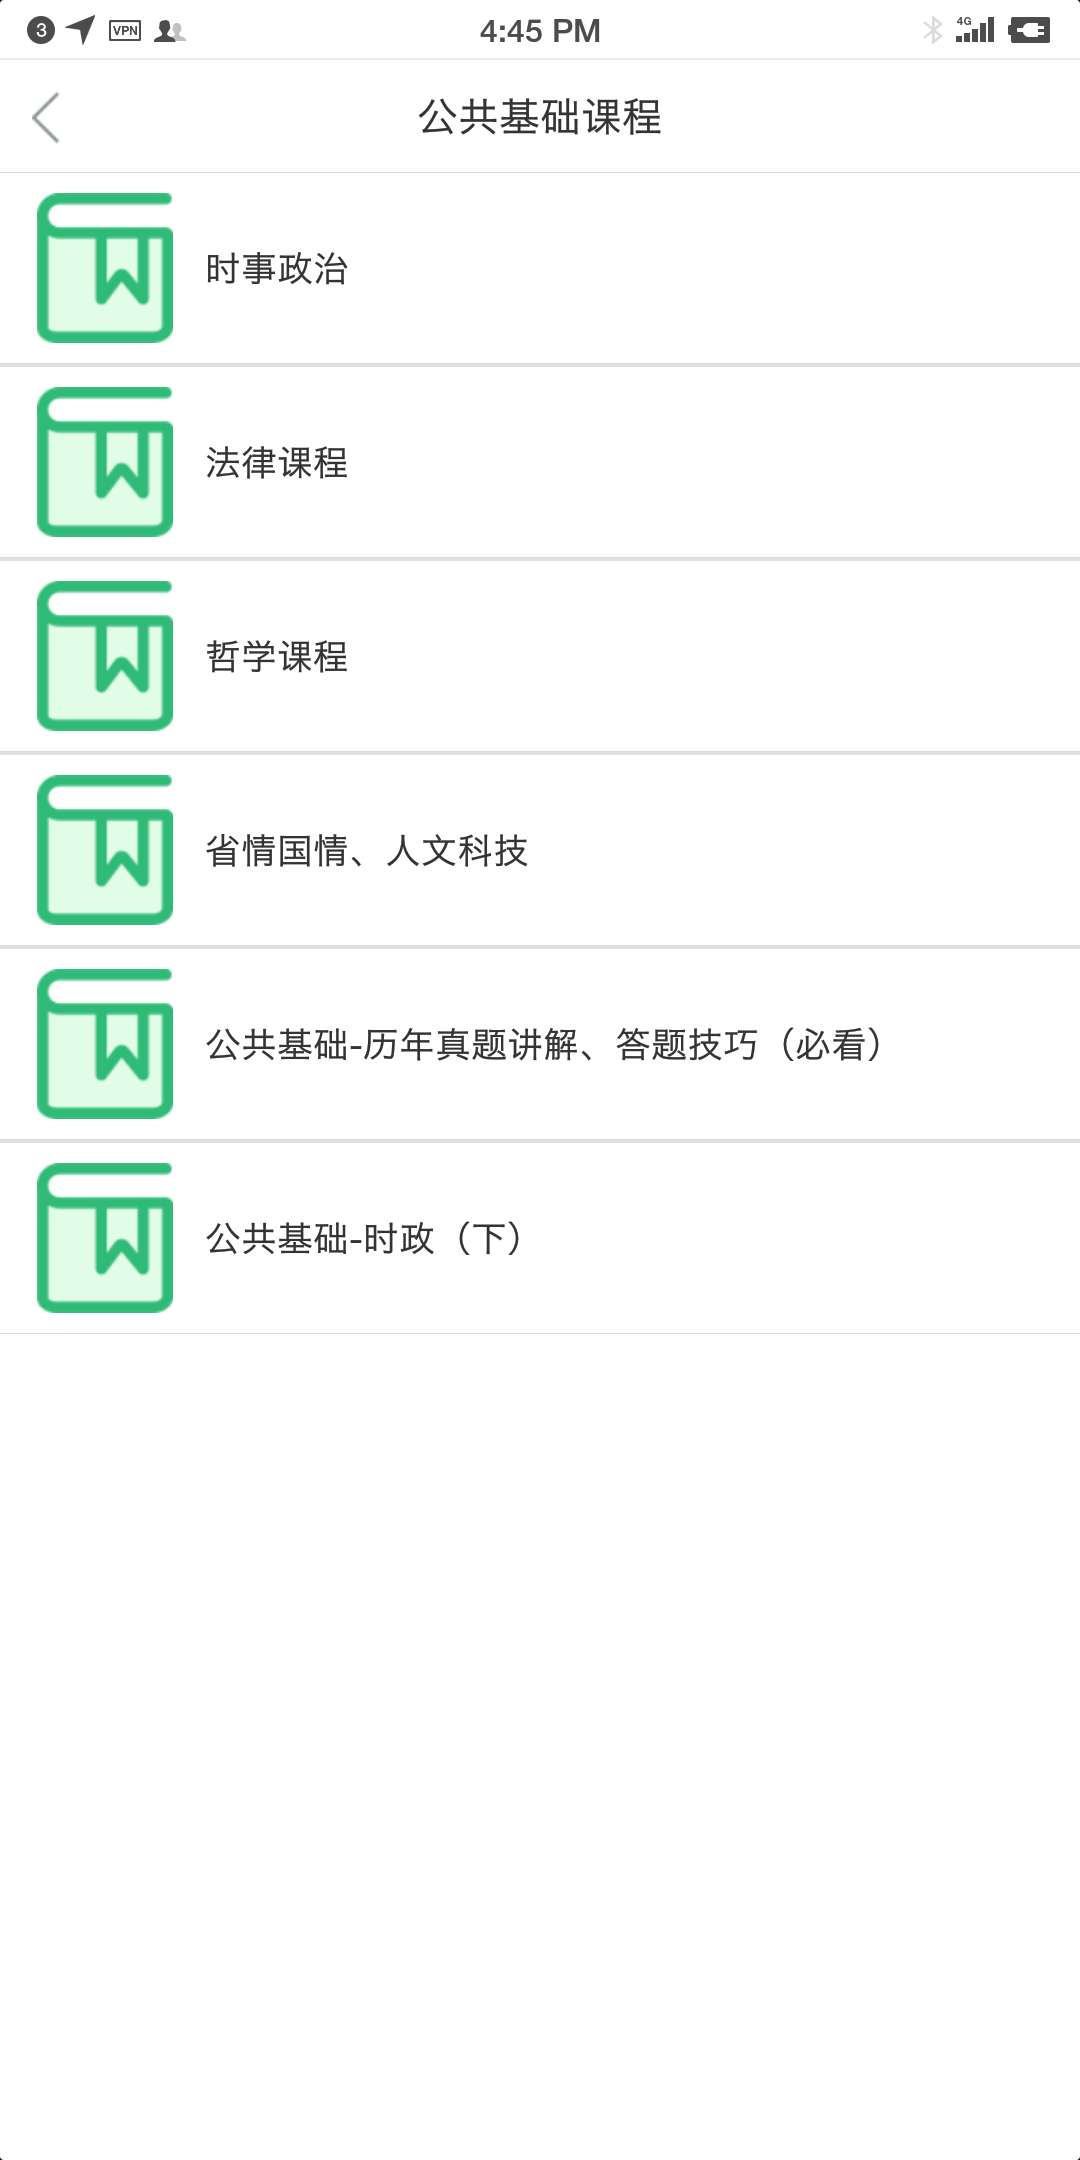 3 VPN 4:45 PM 4G
公共基础课程
时事政治
法律课程
哲学课程
省情国情、人文科技
公共基础-历年真题讲解、答题技巧（必看）
公共基础-时政（下）